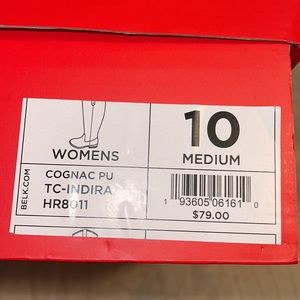 BELK.COM
WOMENS
COGNAC PU
TC-INDIRA
HR8011
10
MEDIUM
1 93605 06161 0
$79.00